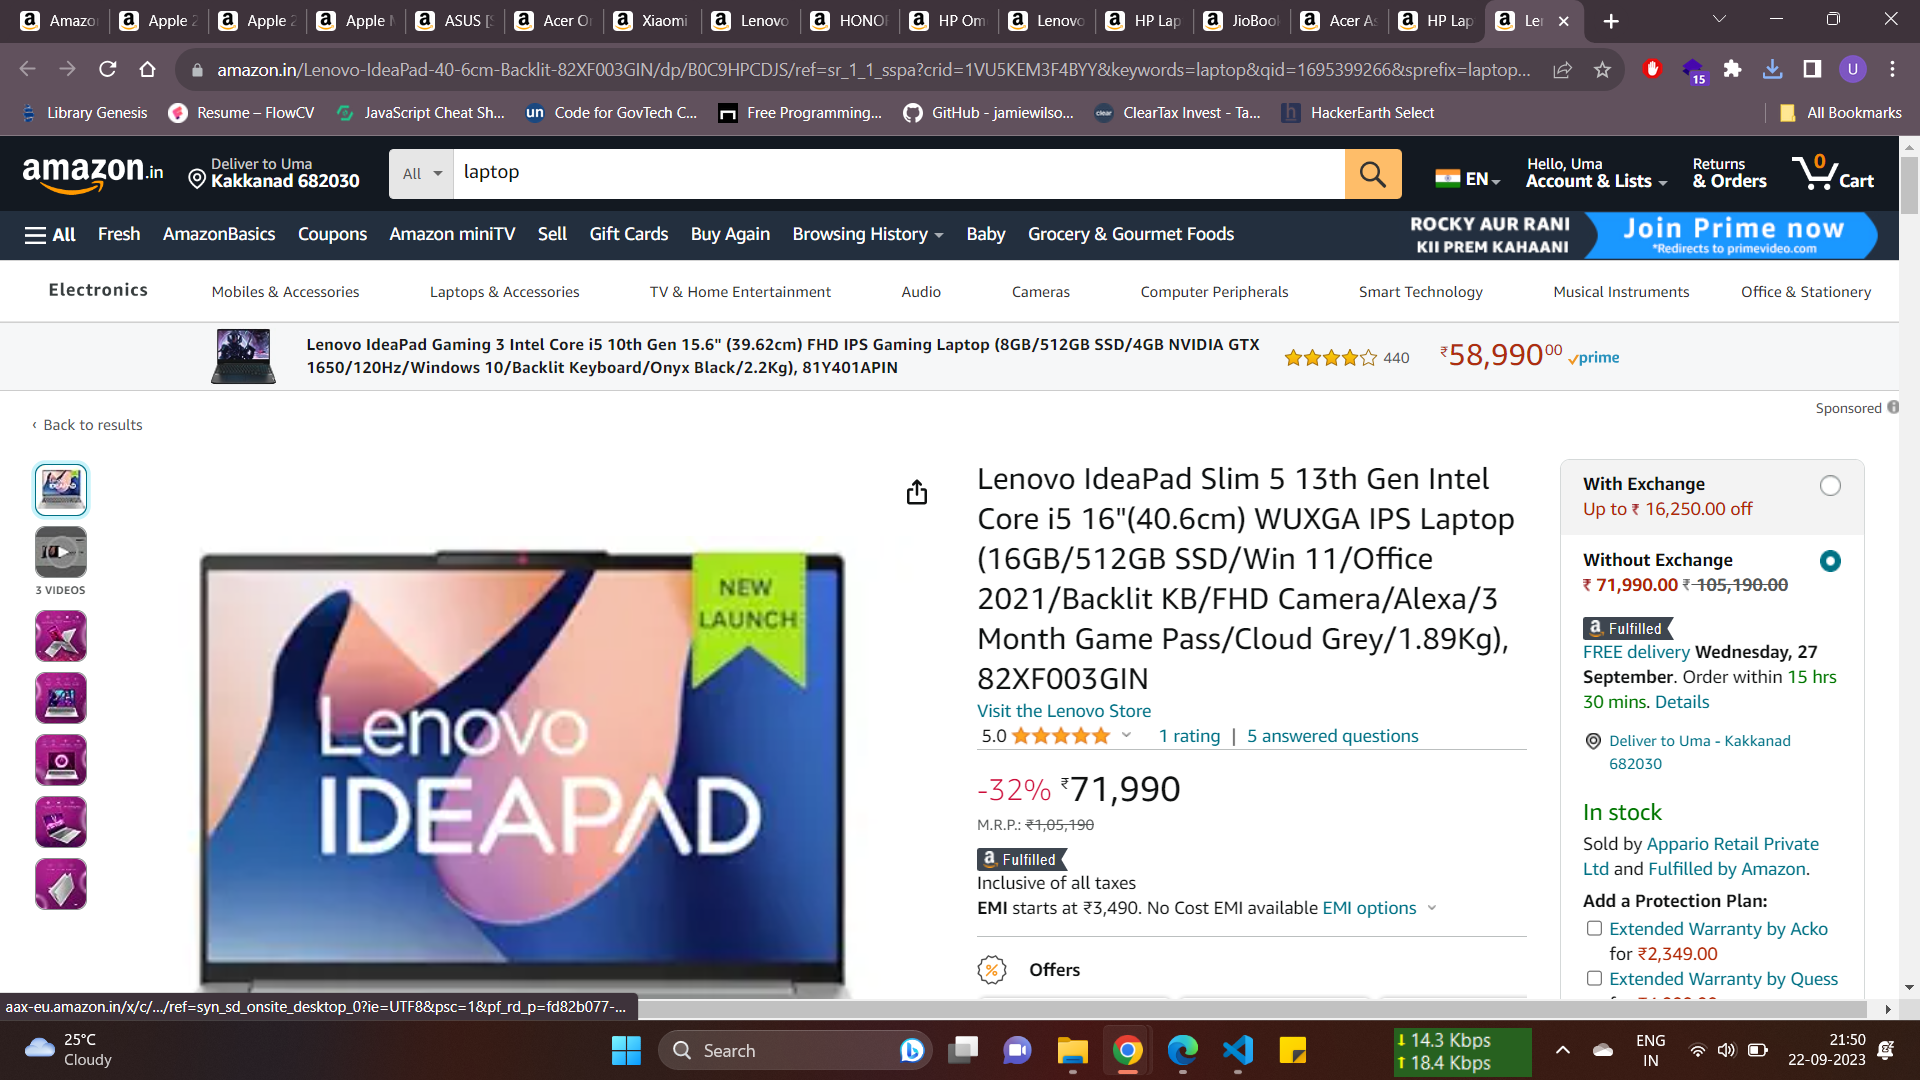 Amazo
Apple 2
Apple 2
Apple M
ASUS [S
Acer O
Xiaomi
Lenovo
HONOR
HP Om
Lenovo
HP Lap
JioBook
Acer As
HP Lap
Le
amazon.in/Lenovo-IdeaPad-40-6cm-Backlit-82XF003GIN/dp/B0C9HPCDJS/ref=sr_1_1_sspa?crid=1VU5KEM3F4BYY&keywords=laptop&qid=1695399266&sprefix=laptop...
15
U
Library Genesis
Resume – FlowCV
JavaScript Cheat Sh...
un Code for GovTech C...
Free Programming...
GitHub - jamiewilso...
clear ClearTax Invest - Ta...
h HackerEarth Select
All Bookmarks
amazon.in
Deliver to Uma
Kakkanad 682030
All
laptop
EN
Hello, Uma
Account & Lists
Returns
& Orders
0
Cart
All
Fresh
AmazonBasics
Coupons
Amazon miniTV
Sell
Gift Cards
Buy Again
Browsing History
Baby
Grocery & Gourmet Foods
ROCKY AUR RANI
KII PREM KAHAANI
Join Prime now
*Redirects to primevideo.com
Electronics
Mobiles & Accessories
Laptops & Accessories
TV & Home Entertainment
Audio
Cameras
Computer Peripherals
Smart Technology
Musical Instruments
Office & Stationery
Lenovo IdeaPad Gaming 3 Intel Core i5 10th Gen 15.6" (39.62cm) FHD IPS Gaming Laptop (8GB/512GB SSD/4GB NVIDIA GTX
1650/120Hz/Windows 10/Backlit Keyboard/Onyx Black/2.2Kg), 81Y401APIN
440
₹58,99000
prime
Sponsored
‹ Back to results
3 VIDEOS
NEW
LAUNCH
Lenovo
IDEAPAD
Lenovo IdeaPad Slim 5 13th Gen Intel
Core i5 16"(40.6cm) WUXGA IPS Laptop
(16GB/512GB SSD/Win 11/Office
2021/Backlit KB/FHD Camera/Alexa/3
Month Game Pass/Cloud Grey/1.89Kg),
82XF003GIN
Visit the Lenovo Store
5.0
1 rating | 5 answered questions
-32% ₹71,990
M.R.P.: ₹1,05,190
a Fulfilled
Inclusive of all taxes
EMI starts at ₹3,490. No Cost EMI available EMI options
% Offers
With Exchange
Up to ₹ 16,250.00 off
Without Exchange
₹ 71,990.00 ₹ 105,190.00
a Fulfilled
FREE delivery Wednesday, 27
September. Order within 15 hrs
30 mins. Details
Deliver to Uma - Kakkanad
682030
In stock
Sold by Appario Retail Private
Ltd and Fulfilled by Amazon.
Add a Protection Plan:
Extended Warranty by Acko
for ₹2,349.00
Extended Warranty by Quess
aax-eu.amazon.in/x/c/.../ref=syn_sd_onsite_desktop_0?ie=UTF8&psc=1&pf_rd_p=fd82b077-...
25°C
Cloudy
Search
14.3 Kbps
18.4 Kbps
ENG
IN
21:50
22-09-2023